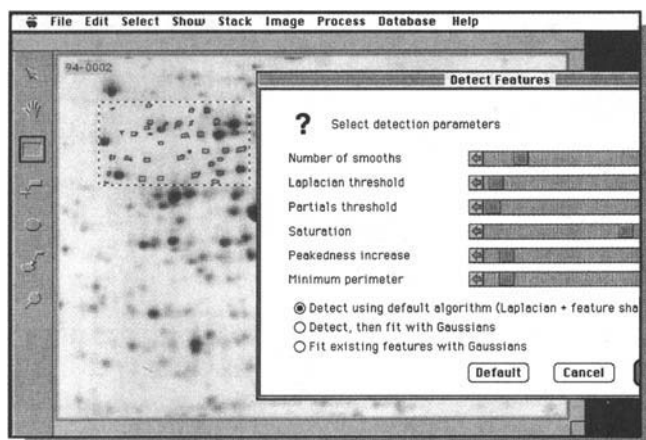 File Edit Select Show Stack Image Process Database Help
94-0002
Detect Features
? Select detection parameters
Number of smooths
Laplacian threshold
Partials threshold
Saturation
Peakedness increase
Minimum perimeter
Detect using default algorithm (Laplacian + feature sha
Detect, then fit with Gaussians
Fit existing features with Gaussians
Default Cancel